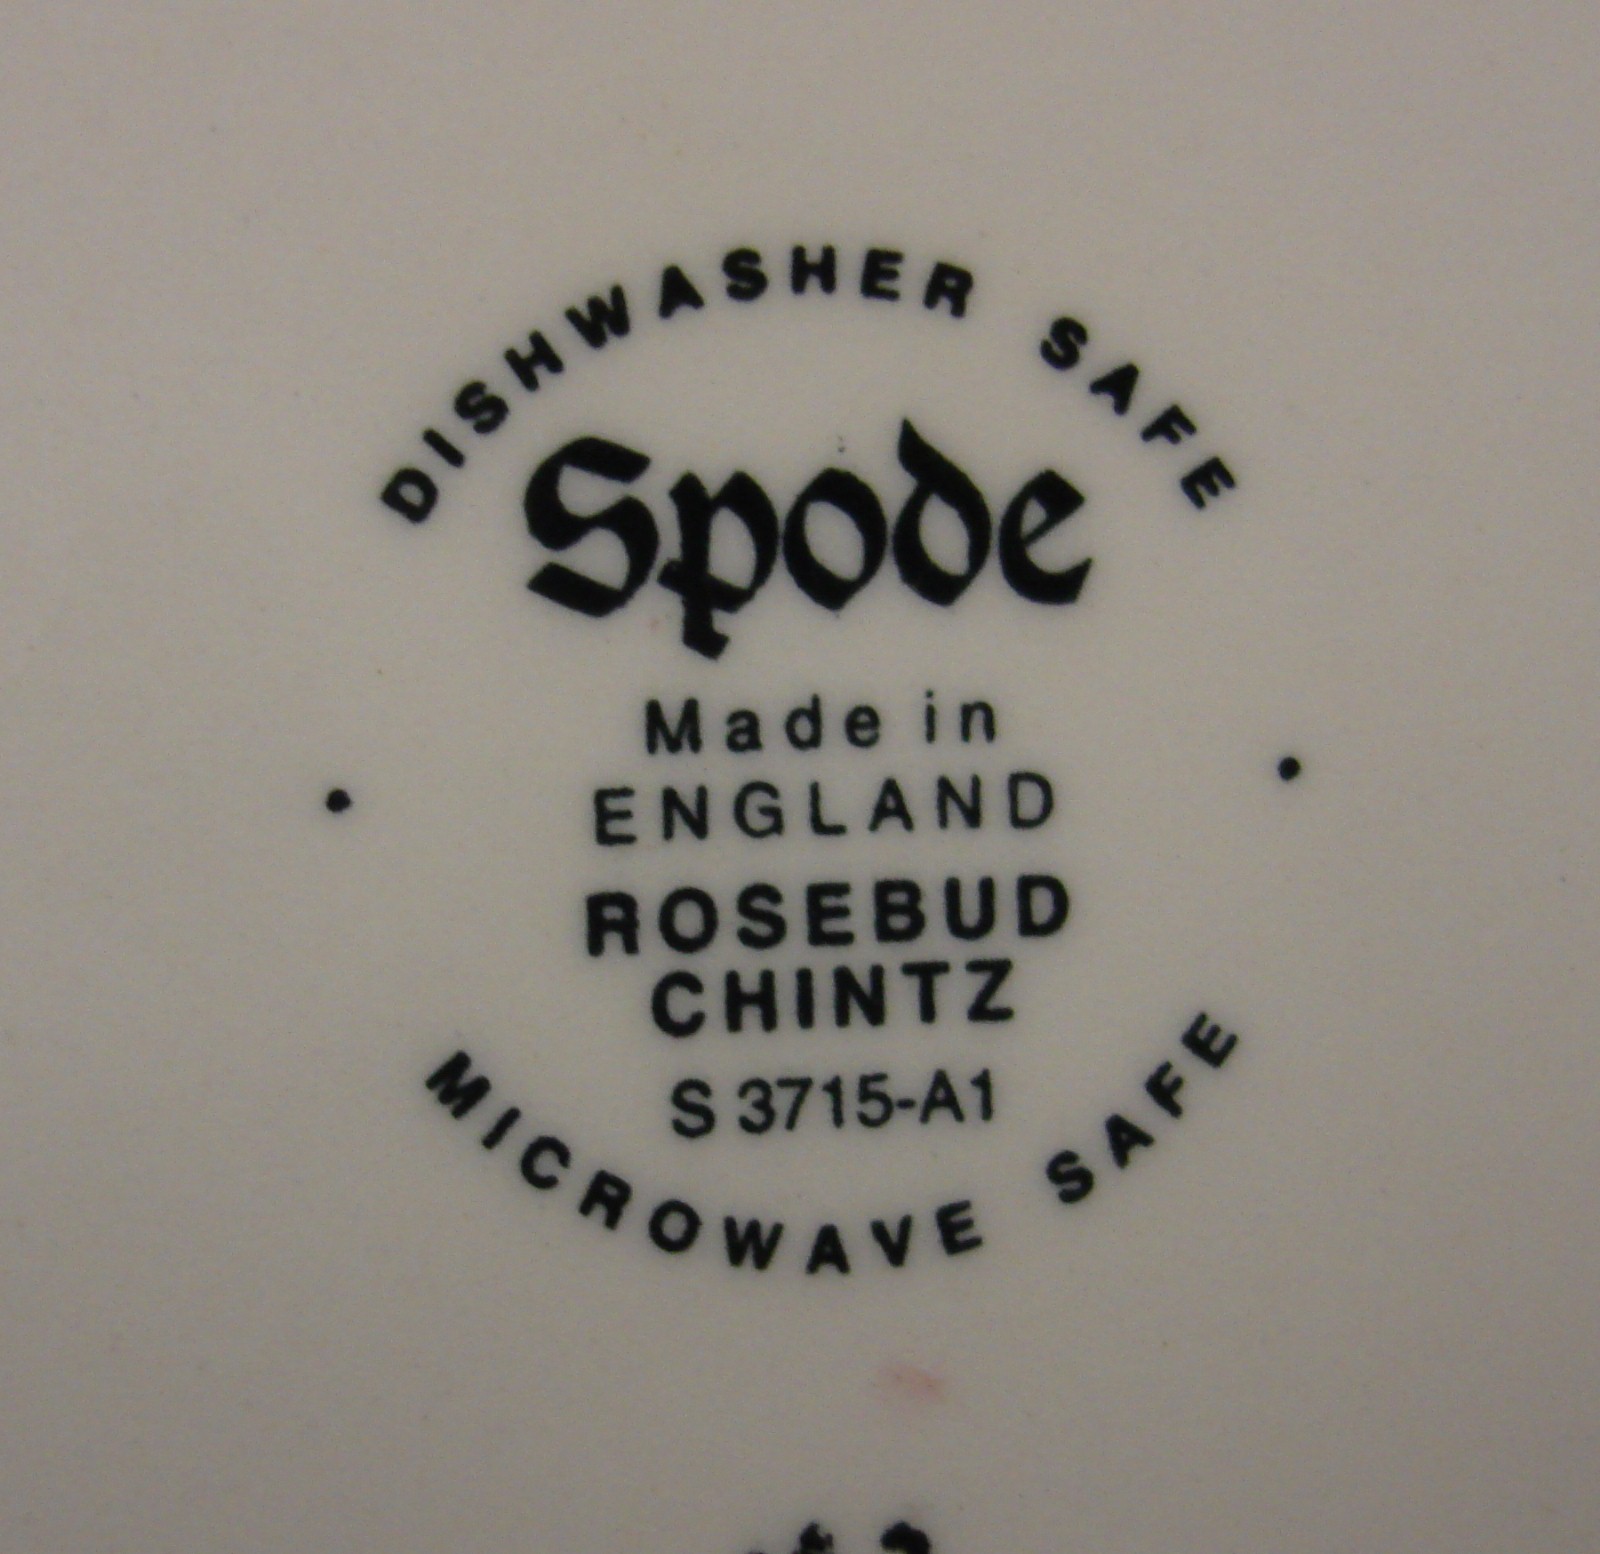 DISHWASHER SAFE
Spode
Made in
ENGLAND
ROSEBUD
CHINTZ
S 3715-A1
MICROWAVE SAFE